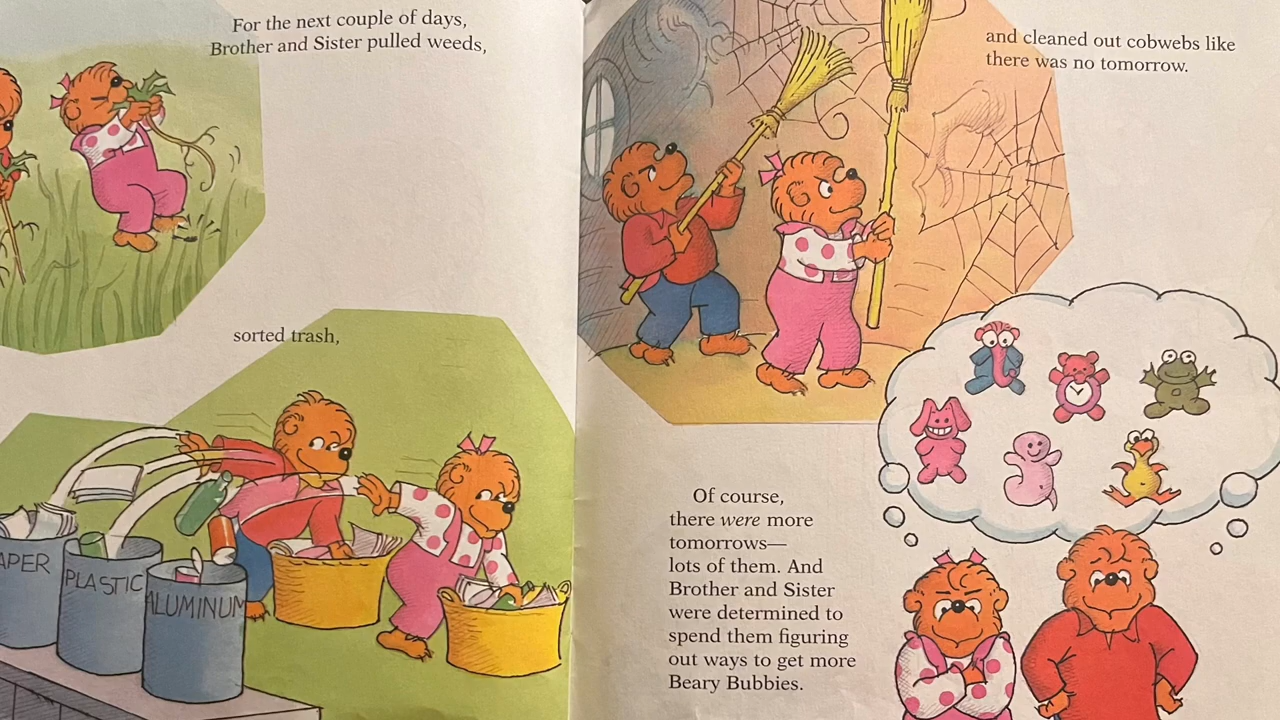 For the next couple of days,
Brother and Sister pulled weeds,
sorted trash,
PLASTIC
ALUMINUM
and cleaned out cobwebs like
there was no tomorrow.
Of course,
there were more
tomorrows—
lots of them. And
Brother and Sister
were determined to
spend them figuring
out ways to get more
Beary Bubbies.